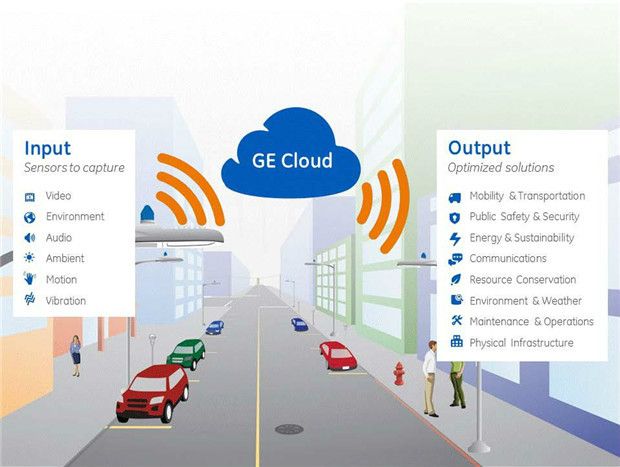 Input
Sensors to capture
Video
Environment
Audio
Ambient
Motion
Vibration
GE Cloud
Output
Optimized solutions
Mobility & Transportation
Public Safety & Security
Energy & Sustainability
Communications
Resource Conservation
Environment & Weather
Maintenance & Operations
Physical Infrastructure